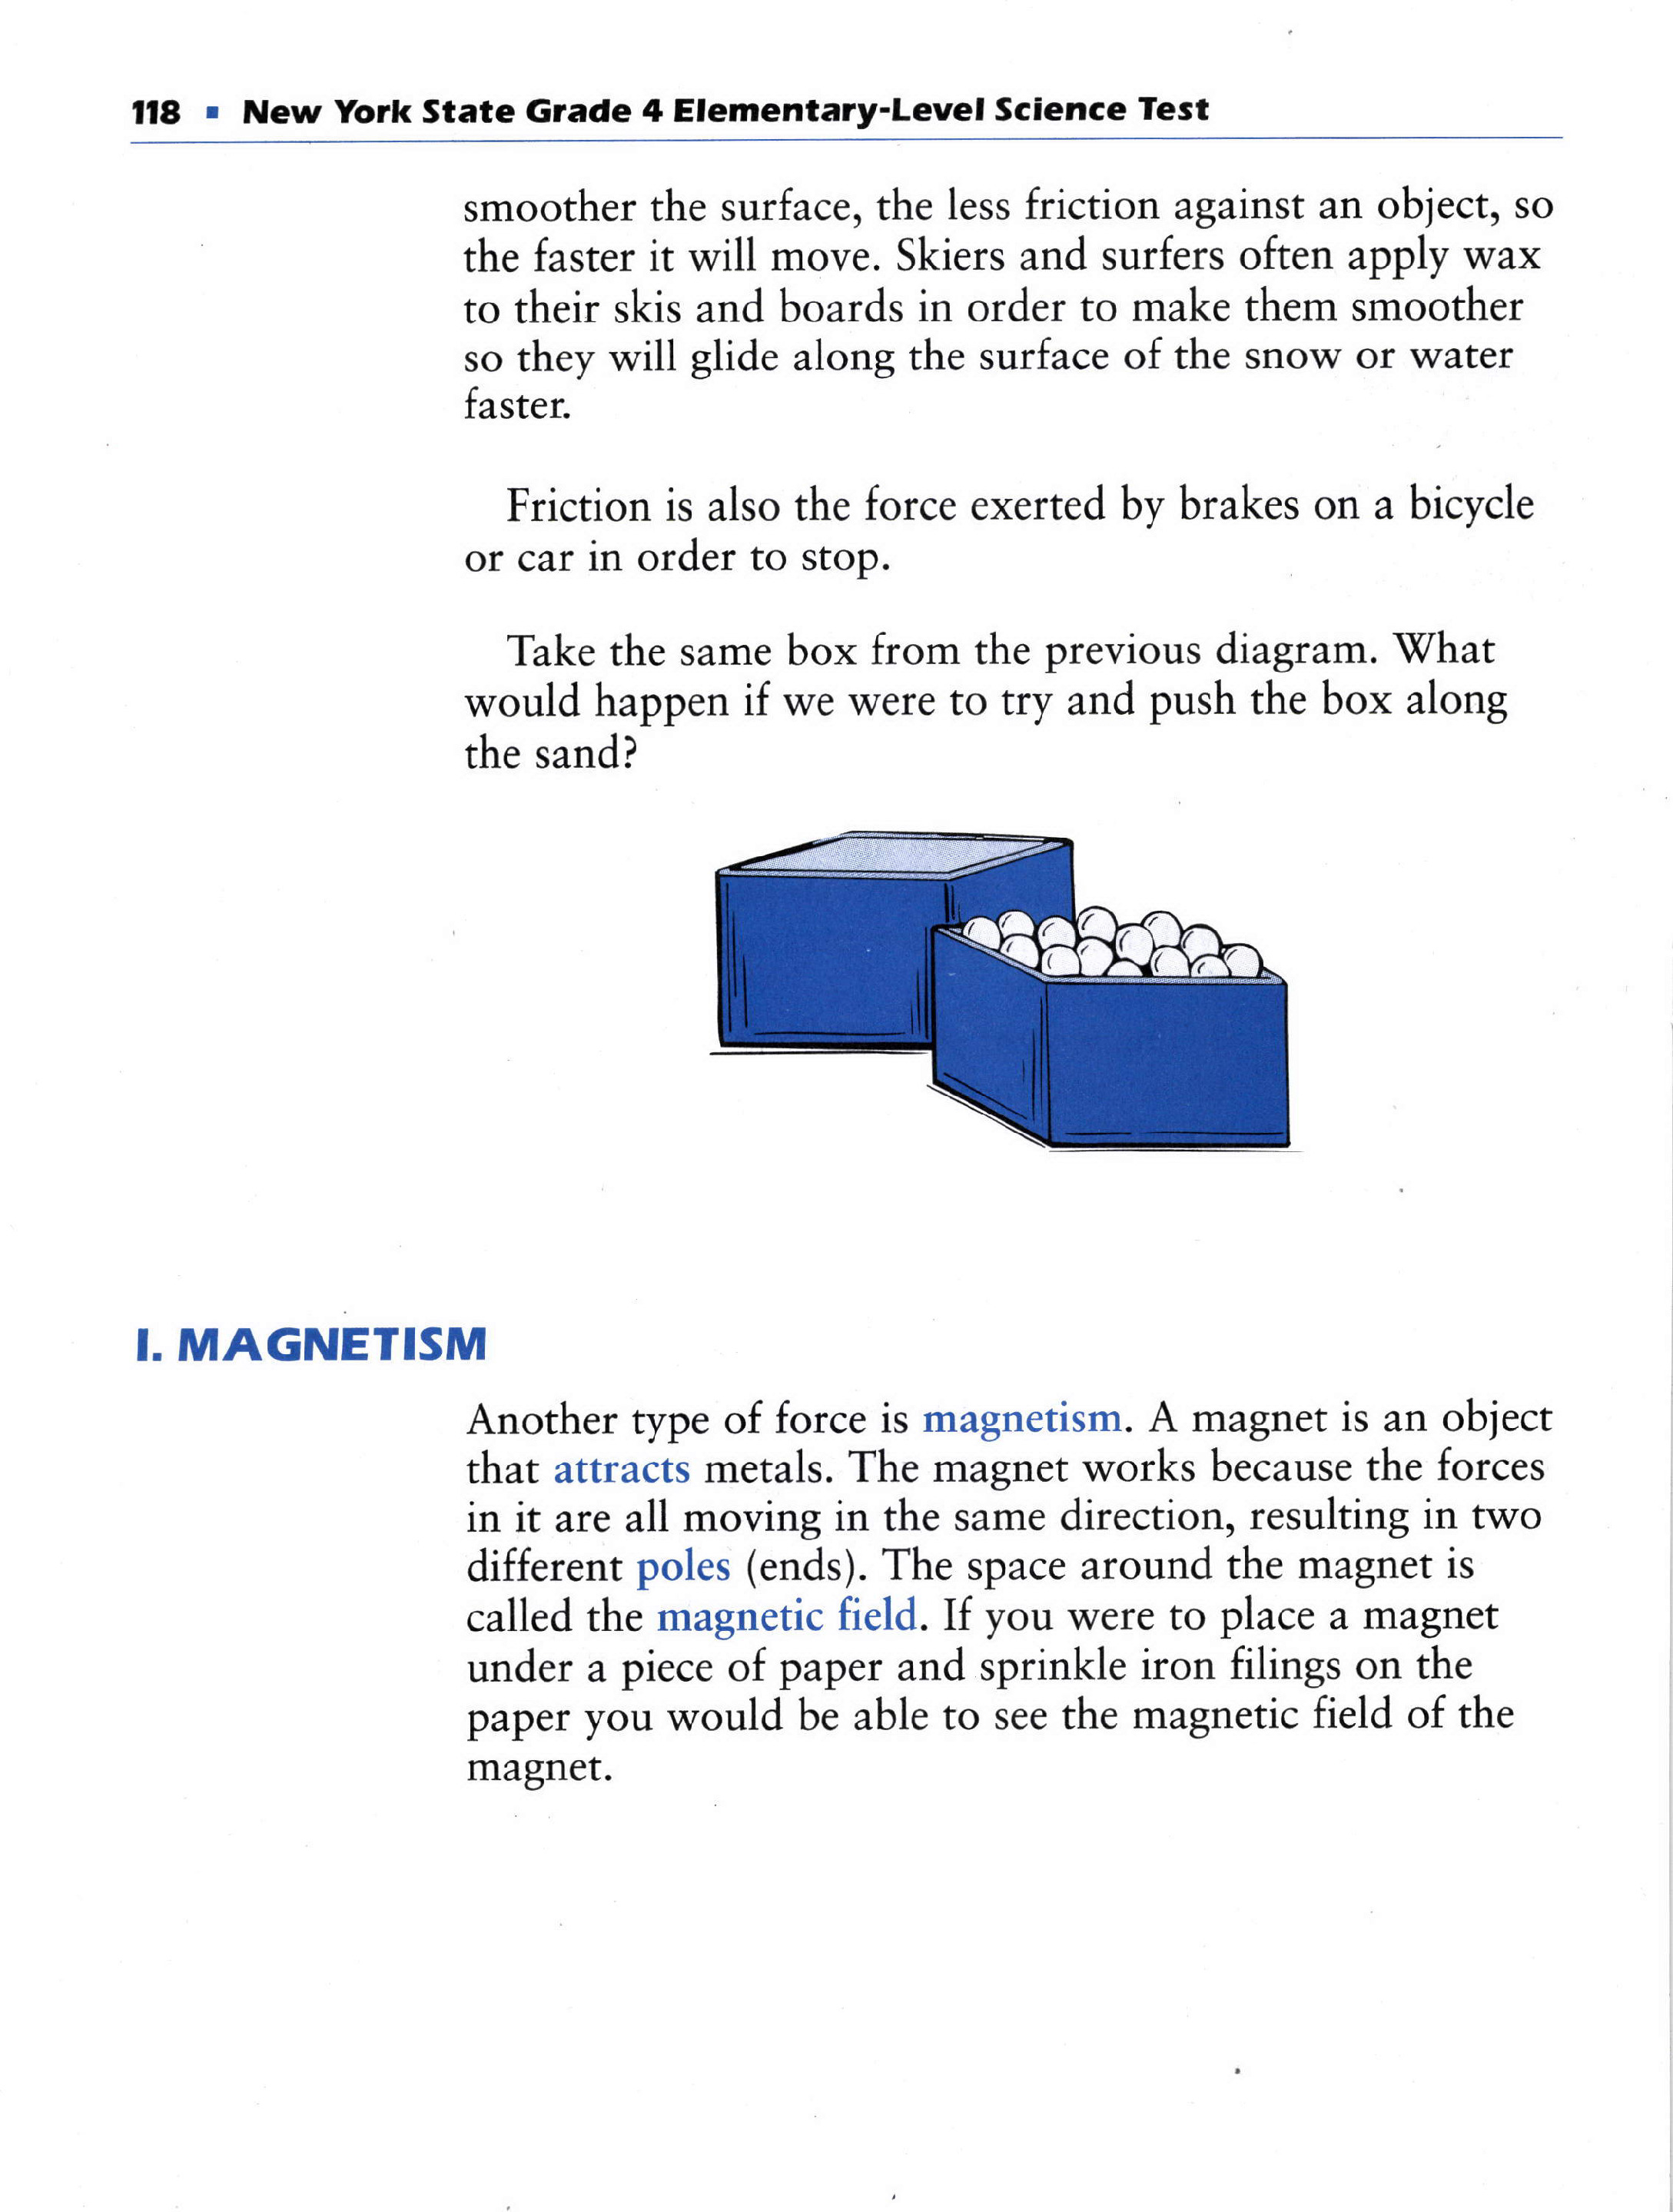 118 ▪ New York State Grade 4 Elementary-Level Science Test
smoother the surface, the less friction against an object, so
the faster it will move. Skiers and surfers often apply wax
to their skis and boards in order to make them smoother
so they will glide along the surface of the snow or water
faster.
Friction is also the force exerted by brakes on a bicycle
or car in order to stop.
Take the same box from the previous diagram. What
would happen if we were to try and push the box along
the sand?
I. MAGNETISM
Another type of force is magnetism. A magnet is an object
that attracts metals. The magnet works because the forces
in it are all moving in the same direction, resulting in two
different poles (ends). The space around the magnet is
called the magnetic field. If you were to place a magnet
under a piece of paper and sprinkle iron filings on the
paper you would be able to see the magnetic field of the
magnet.